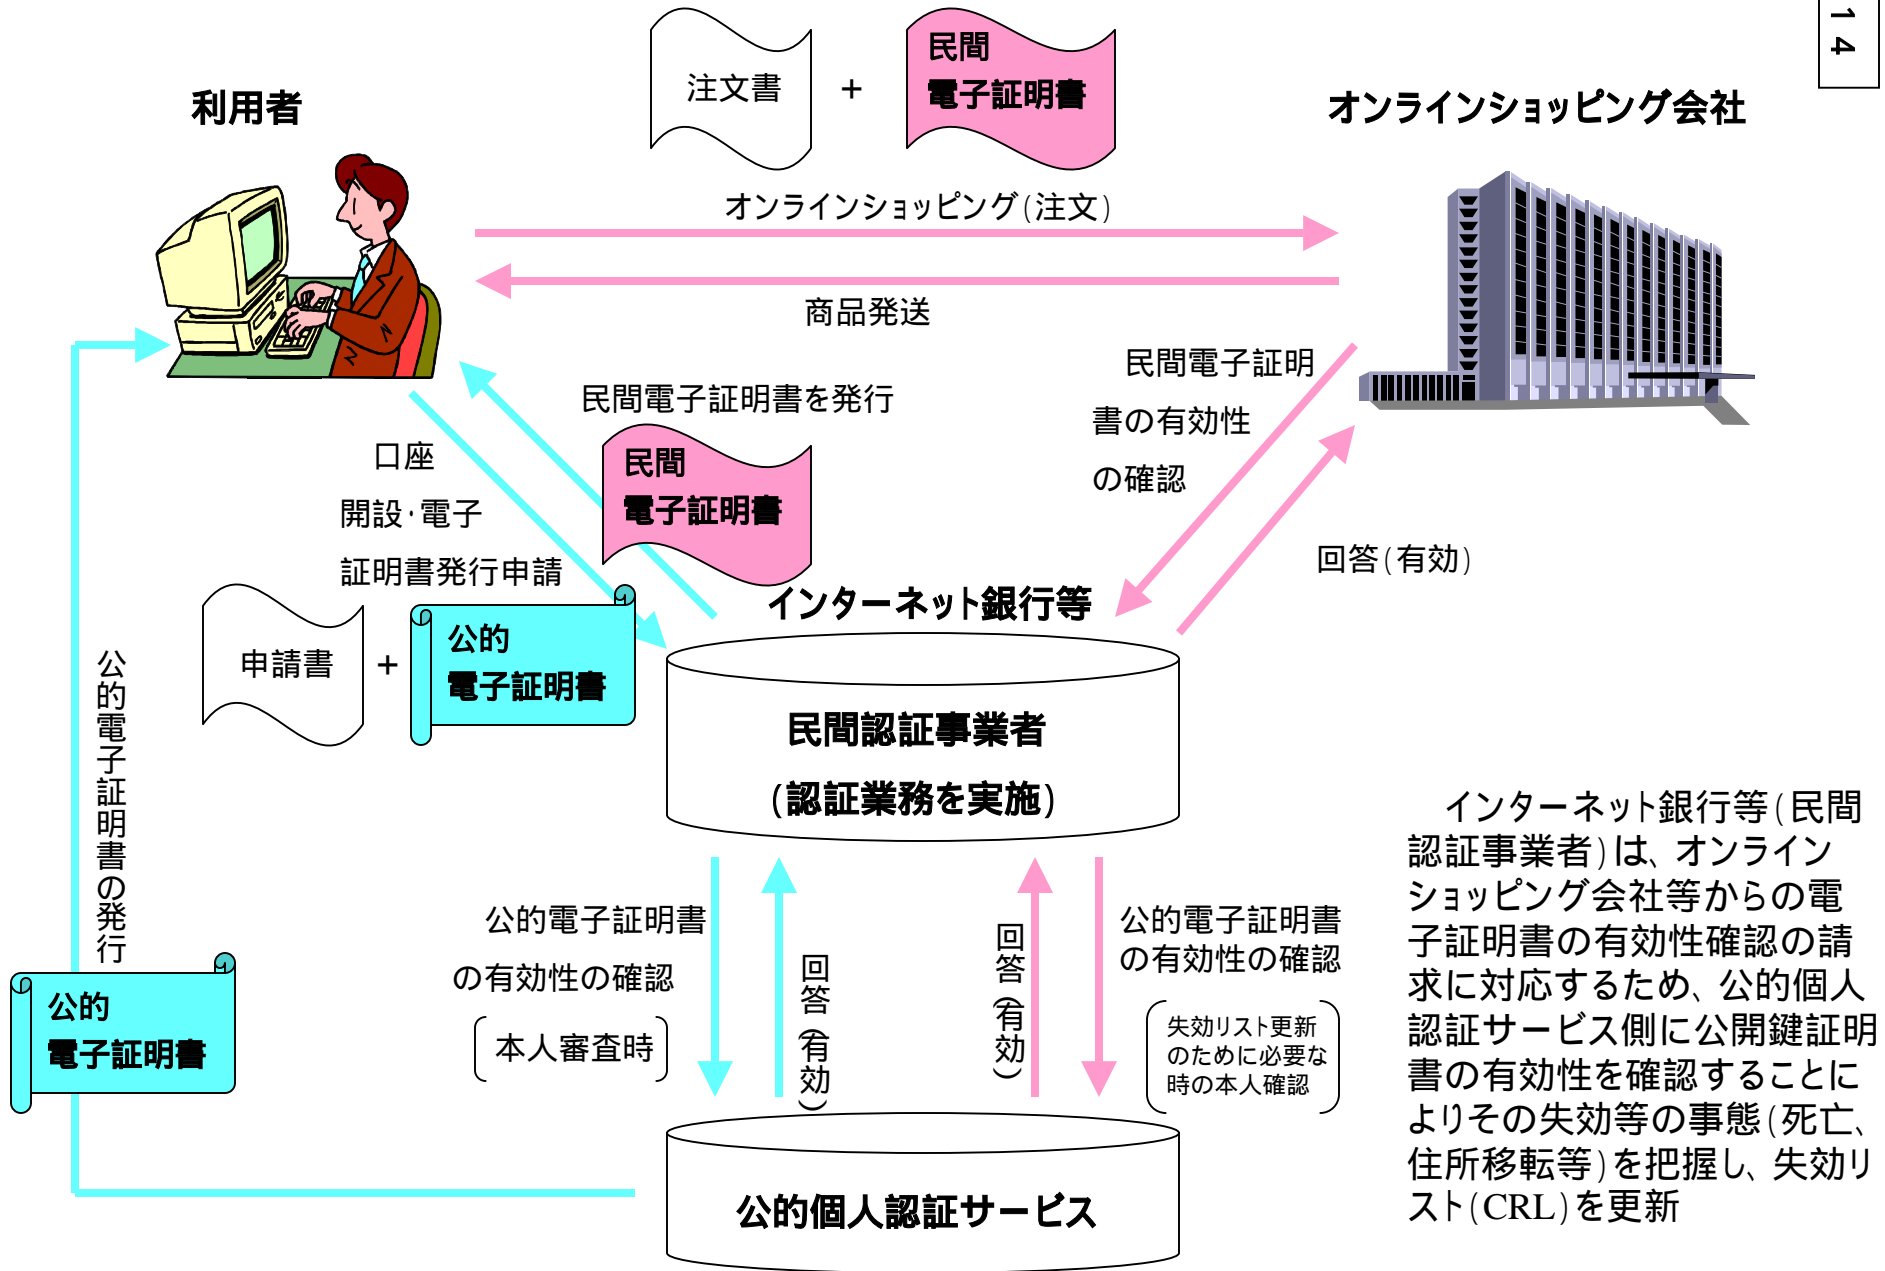 14
利用者
注文書
+
民間
電子証明書
オンラインショッピング会社
オンラインショッピング(注文)
商品発送
民間電子証明書を発行
民間
電子証明書
口座
開設・電子
証明書発行申請
民間電子証明
書の有効性
の確認
回答(有効)
申請書
+
公的
電子証明書
インターネット銀行等
民間認証事業者
(認証業務を実施)
公的電子証明書の発行
公的
電子証明書
公的電子証明書
の有効性の確認
本人審査時
回答(有効)
回答(有効)
公的電子証明書
の有効性の確認
失効リスト更新
のために必要な
時の本人確認
公的個人認証サービス
インターネット銀行等(民間
認証事業者)は、オンライン
ショッピング会社等からの電
子証明書の有効性確認の請
求に対応するため、公的個人
認証サービス側に公開鍵証明
書の有効性を確認することに
よりその失効等の事態(死亡、
住所移転等)を把握し、失効リ
スト(CRL)を更新